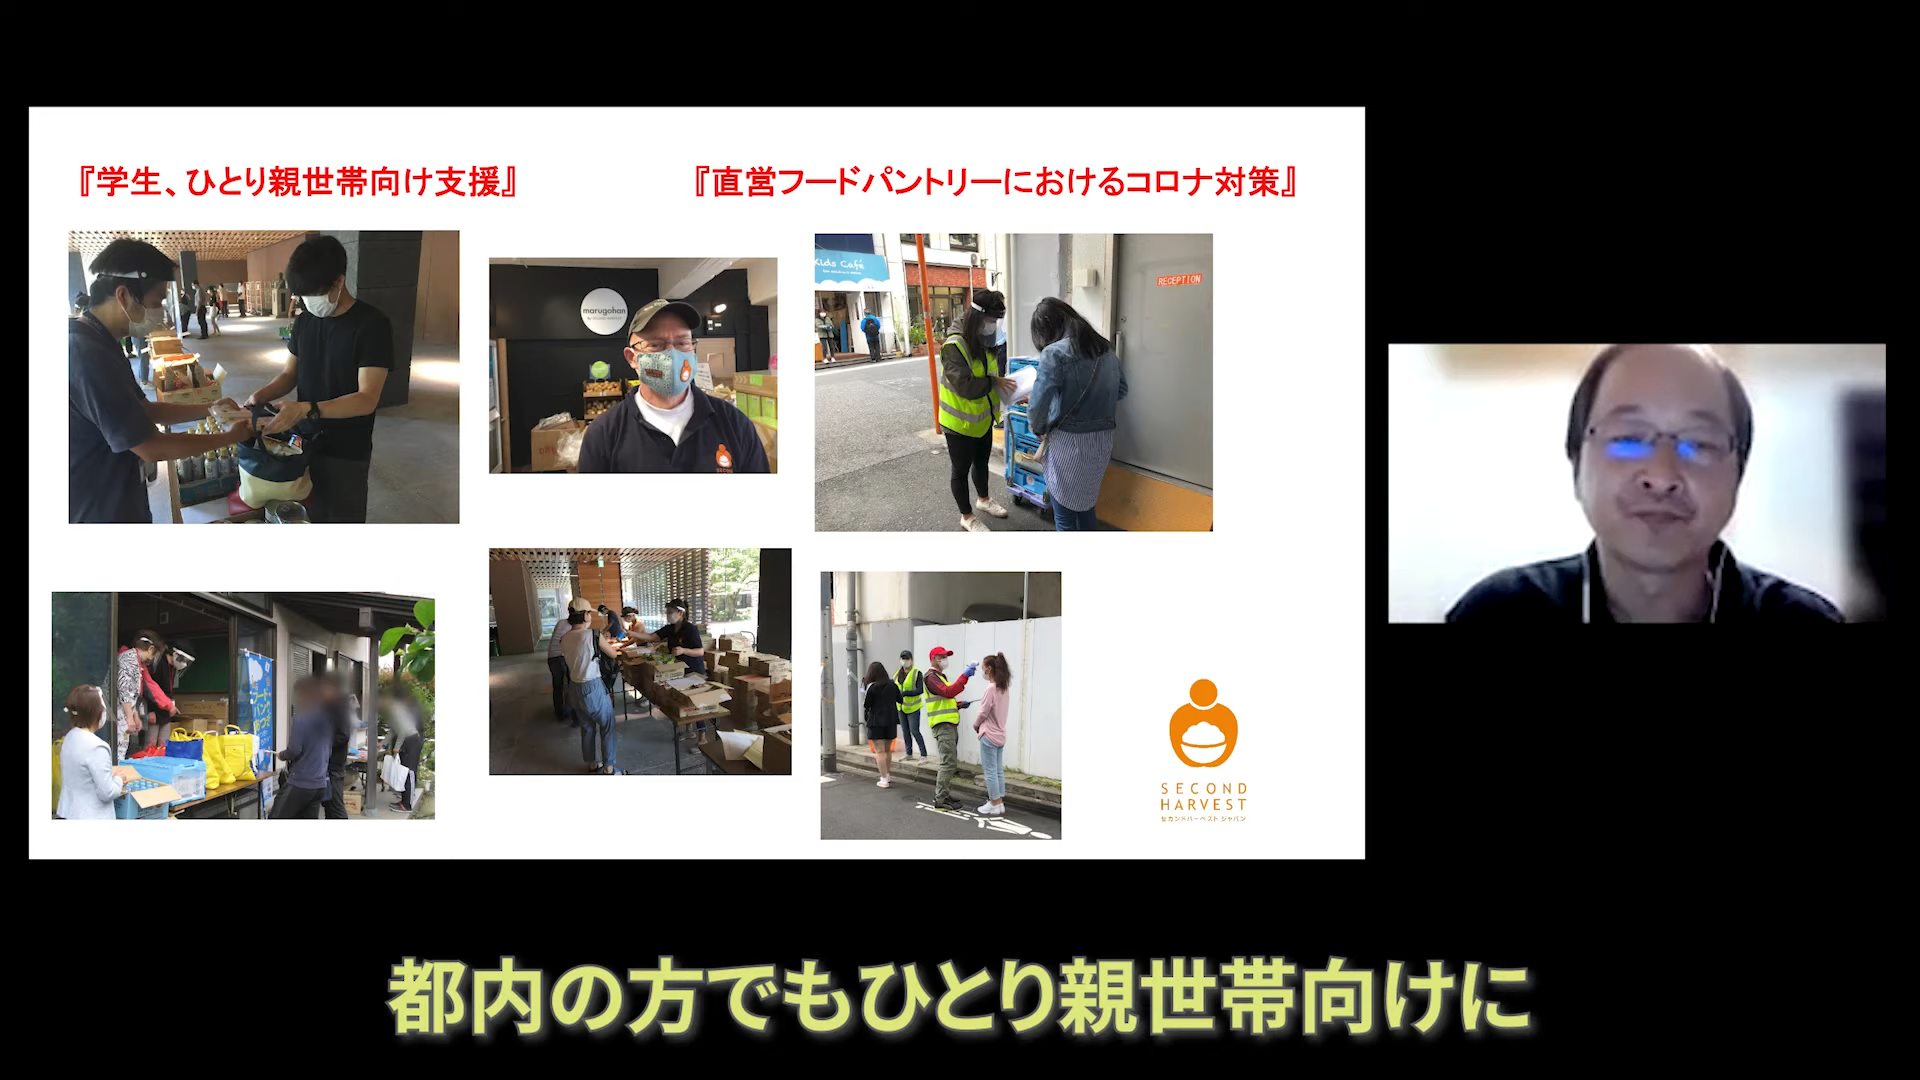 『学生、ひとり親世帯向け支援』
『直営フードパントリーにおけるコロナ対策』
marugohan
Kids Café
RECEPTION
SECOND
HARVEST
セカンドハーベスト ジャパン
都内の方でもひとり親世帯向けに